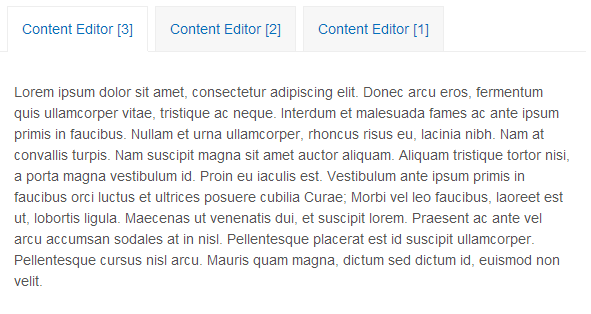 Content Editor [3] Content Editor [2] Content Editor [1]
Lorem ipsum dolor sit amet, consectetur adipiscing elit. Donec arcu eros, fermentum
quis ullamcorper vitae, tristique ac neque. Interdum et malesuada fames ac ante ipsum
primis in faucibus. Nullam et urna ullamcorper, rhoncus risus eu, lacinia nibh. Nam at
convallis turpis. Nam suscipit magna sit amet auctor aliquam. Aliquam tristique tortor nisi,
a porta magna vestibulum id. Proin eu iaculis est. Vestibulum ante ipsum primis in
faucibus orci luctus et ultrices posuere cubilia Curae; Morbi vel leo faucibus, laoreet est
ut, lobortis ligula. Maecenas ut venenatis dui, et suscipit lorem. Praesent ac ante vel
arcu accumsan sodales at in nisl. Pellentesque placerat est id suscipit ullamcorper.
Pellentesque cursus nisl arcu. Mauris quam magna, dictum sed dictum id, euismod non
velit.